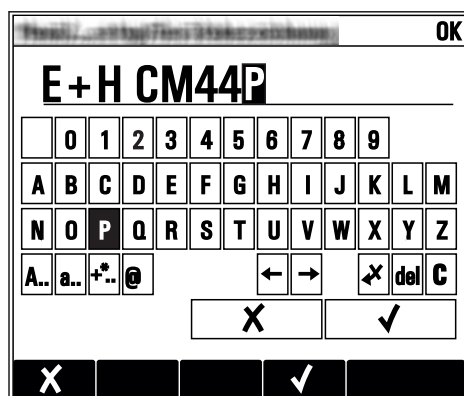 OK
E+H CM44P
0 1 2 3 4 5 6 7 8 9
A B C D E F G H I J K L M
N O P Q R S T U V W X Y Z
A.. a.. +*.. @ ← → del C